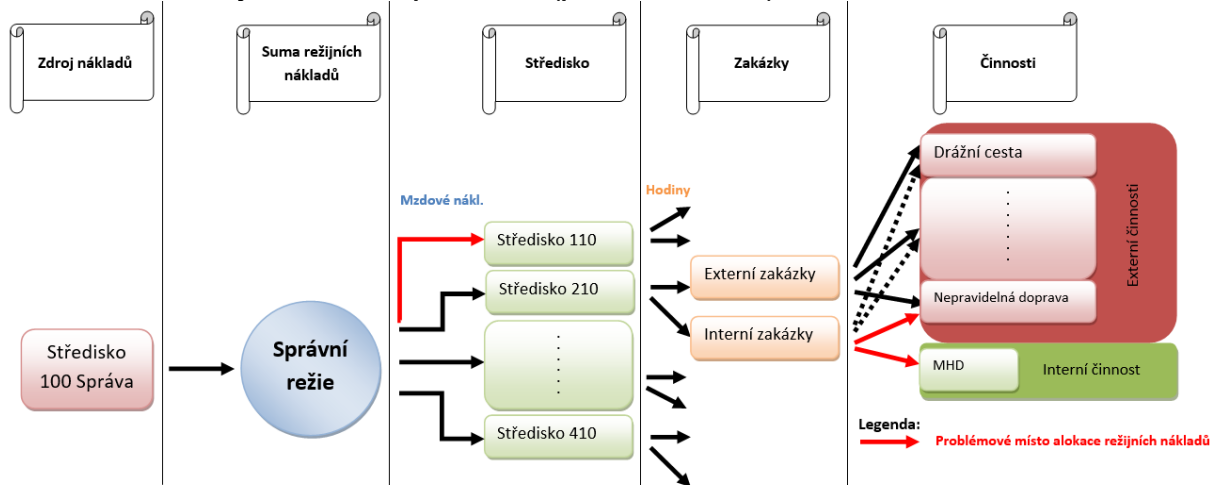 Zdroj nákladů
Suma režijních
nákladů
Středisko
Zakázky
Činnosti
Mzdové nákl.
Hodiny
Středisko
100 Správa
Správní
režie
Středisko 110
Středisko 210
Středisko 410
Externí zakázky
Interní zakázky
Drážní cesta
Nepravidelná doprava
Externí činnosti
MHD
Interní činnost
Legenda:
Problémové místo alokace režijních nákladů